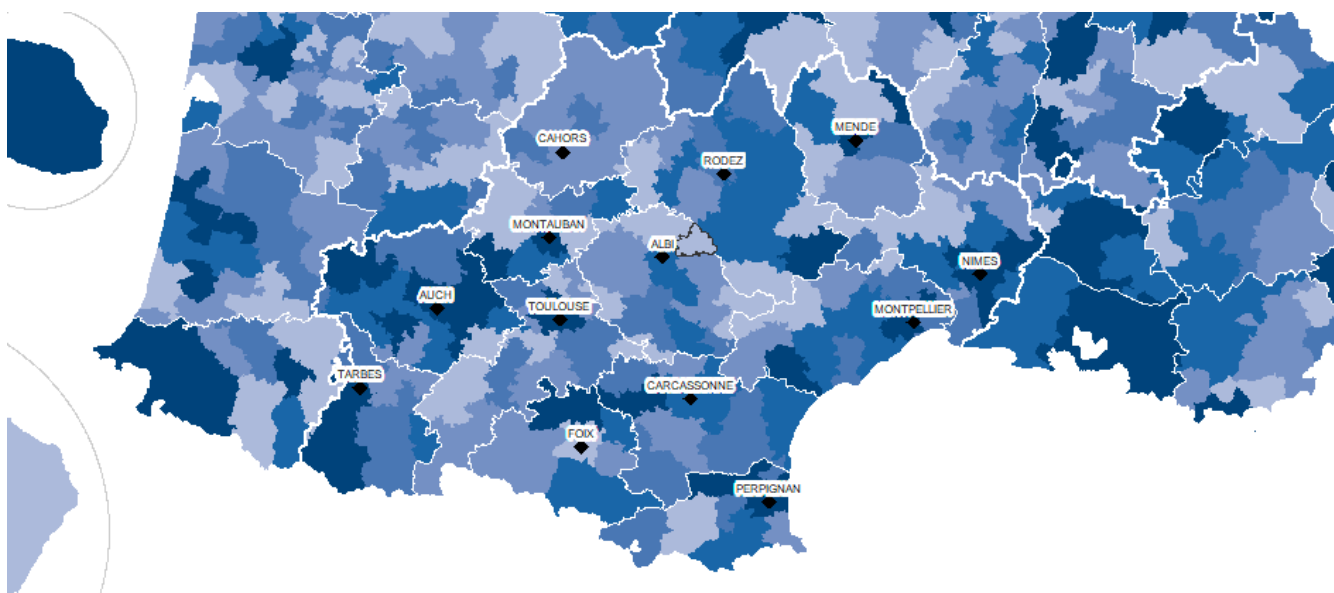 MENDE
CAHORS
RODEZ
MONTAUBAN
ALBI
NIMES
AUCH
TOULOUSE
MONTPELLIER
TARBES
CARCASSONNE
FOIX
PERPIGNAN